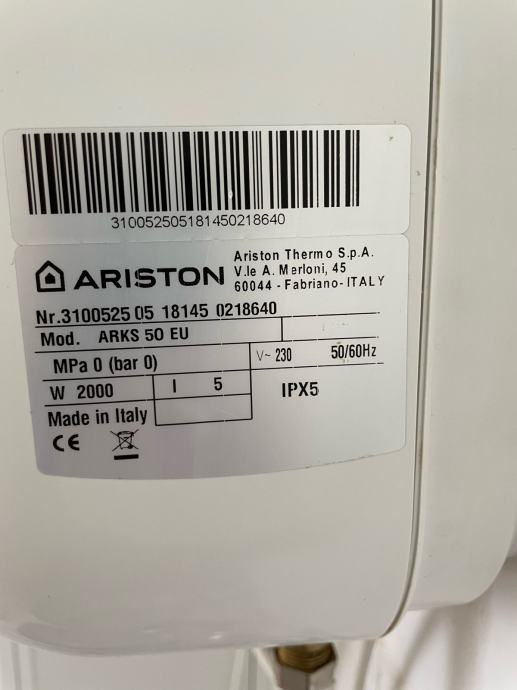 310052505181450218640
ARISTON
Ariston Thermo S.p.A.
V.le A. Merloni, 45
60044 - Fabriano- ITALY
Nr.3100525 05 18145 0218640
Mod. ARKS 50 EU
MPa 0 (bar 0)
V~ 230 50/60Hz
W 2000 I 5
IPX5
Made in Italy
CE